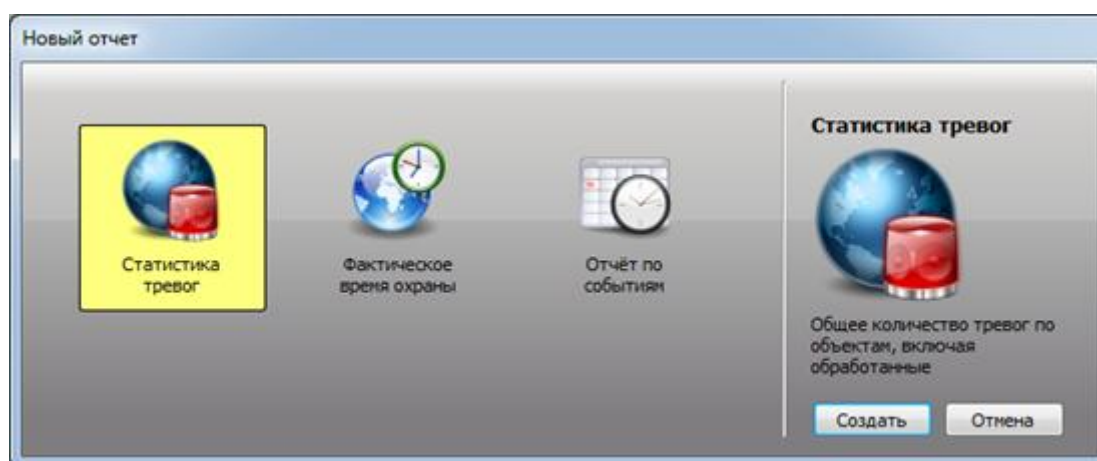 Новый отчет
Статистика
тревог
Фактическое
время охраны
Отчёт по
событиям
Статистика тревог
Общее количество тревог по
объектам, включая
обработанные
Создать
Отмена